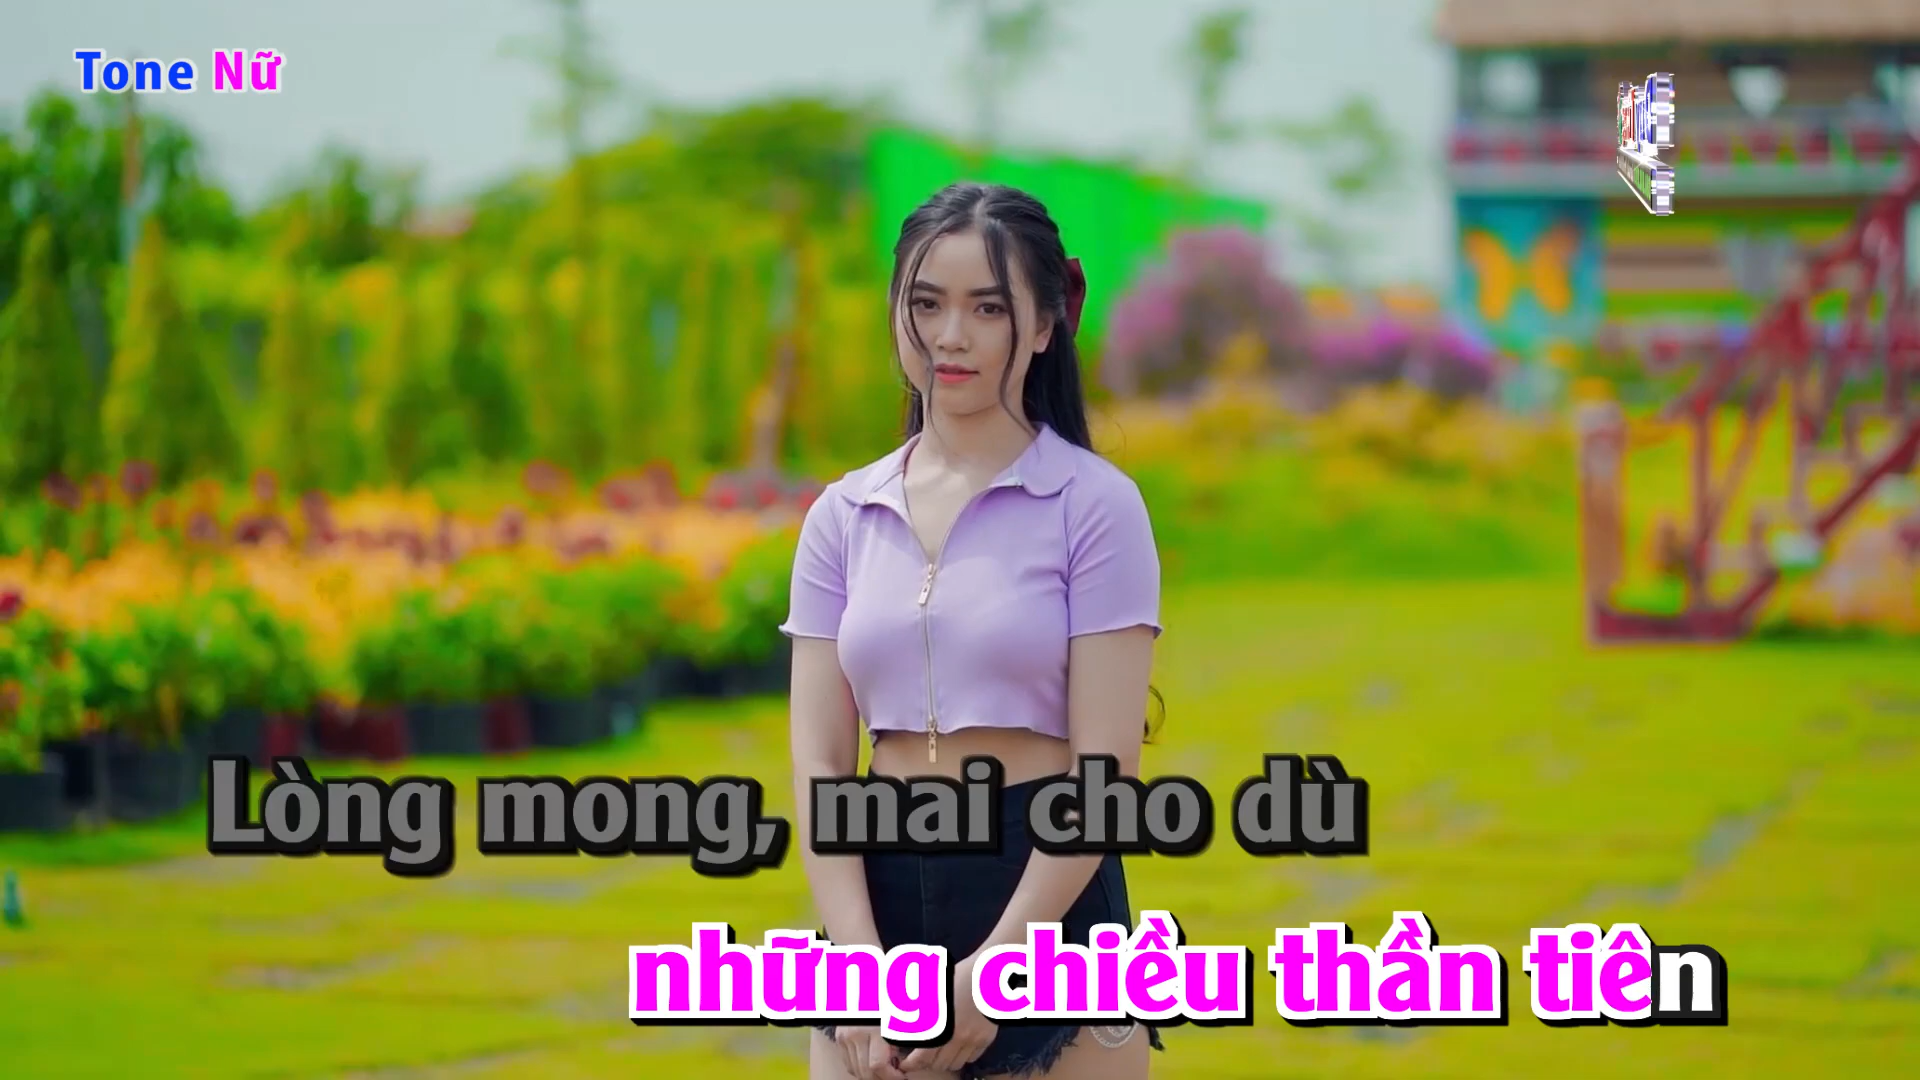 Tone Nữ
Lòng mong, mai cho dù
những chiều thần tiên